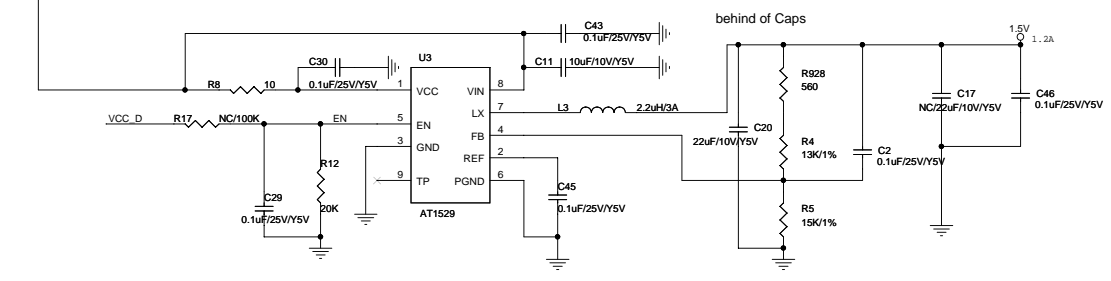 behind of Caps
C43
0.1uF/25V/Y5V
1.5V
1.2A
C30
0.1uF/25V/Y5V
U3
C11 10uF/10V/Y5V
R8 10
1 VCC
VIN 8
R928
560
C17
NC/22uF/10V/Y5V
C46
0.1uF/25V/Y5V
LX 7
L3 2.2uH/3A
VCC_D R17 NC/100K EN
5 EN
FB 4
C20
22uF/10V/Y5V
3 GND
REF 2
R4
13K/1%
C2
0.1uF/25V/Y5V
R12
20K
9 TP
PGND 6
C45
0.1uF/25V/Y5V
C29
0.1uF/25V/Y5V
AT1529
R5
15K/1%